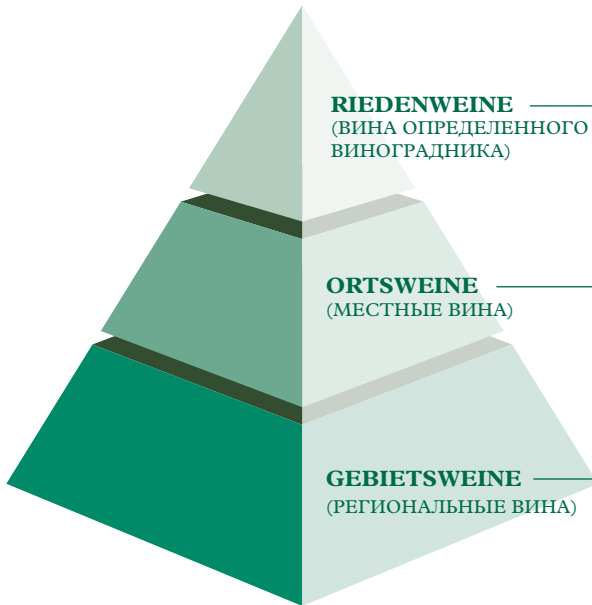 RIEDENWEINE
(ВИНА ОПРЕДЕЛЕННОГО
ВИНОГРАДНИКА)
ORTSWEINE
(МЕСТНЫЕ ВИНА)
GEBIETSWEINE
(РЕГИОНАЛЬНЫЕ ВИНА)